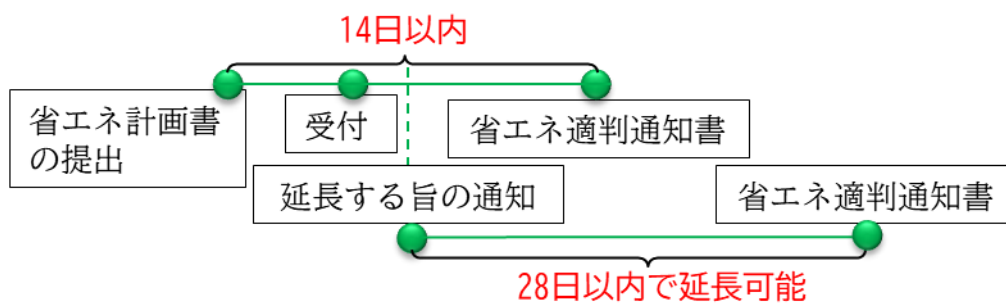 14日以内
省エネ計画書
の提出
受付
省エネ適判通知書
延長する旨の通知
省エネ適判通知書
28日以内で延長可能